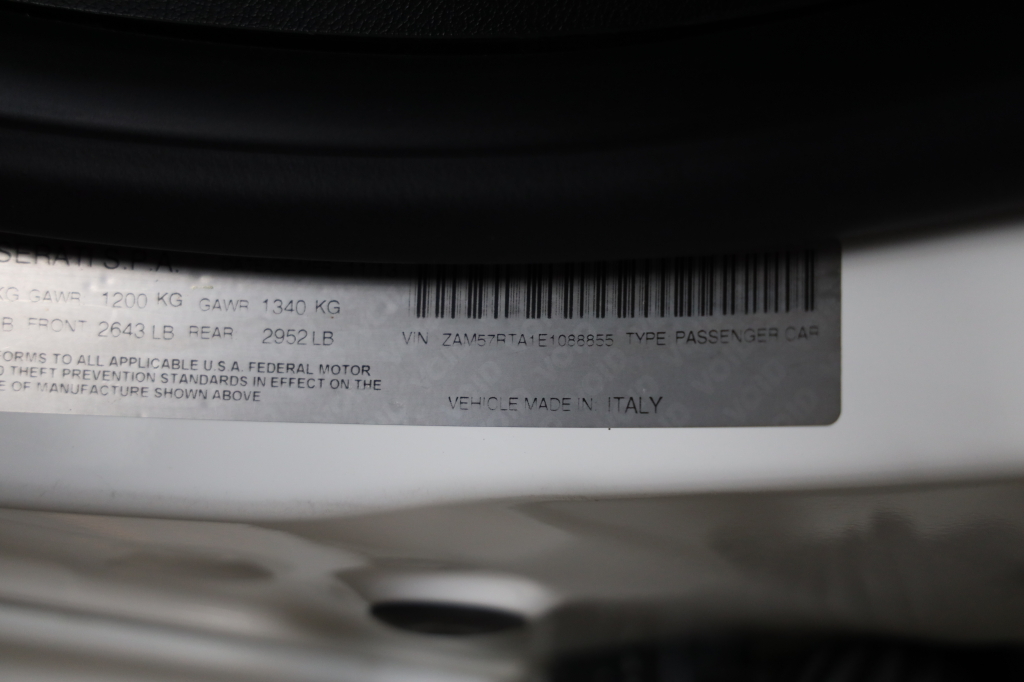 SERATI S.P.A.
KG GAWR 1200 KG GAWR 1340 KG
LB FRONT 2643 LB REAR 2952 LB
VIN ZAM57RTA1E1088855 TYPE PASSENGER CAR
FORMS TO ALL APPLICABLE U.S.A. FEDERAL MOTOR
D THEFT PREVENTION STANDARDS IN EFFECT ON THE
E OF MANUFACTURE SHOWN ABOVE
VEHICLE MADE IN ITALY